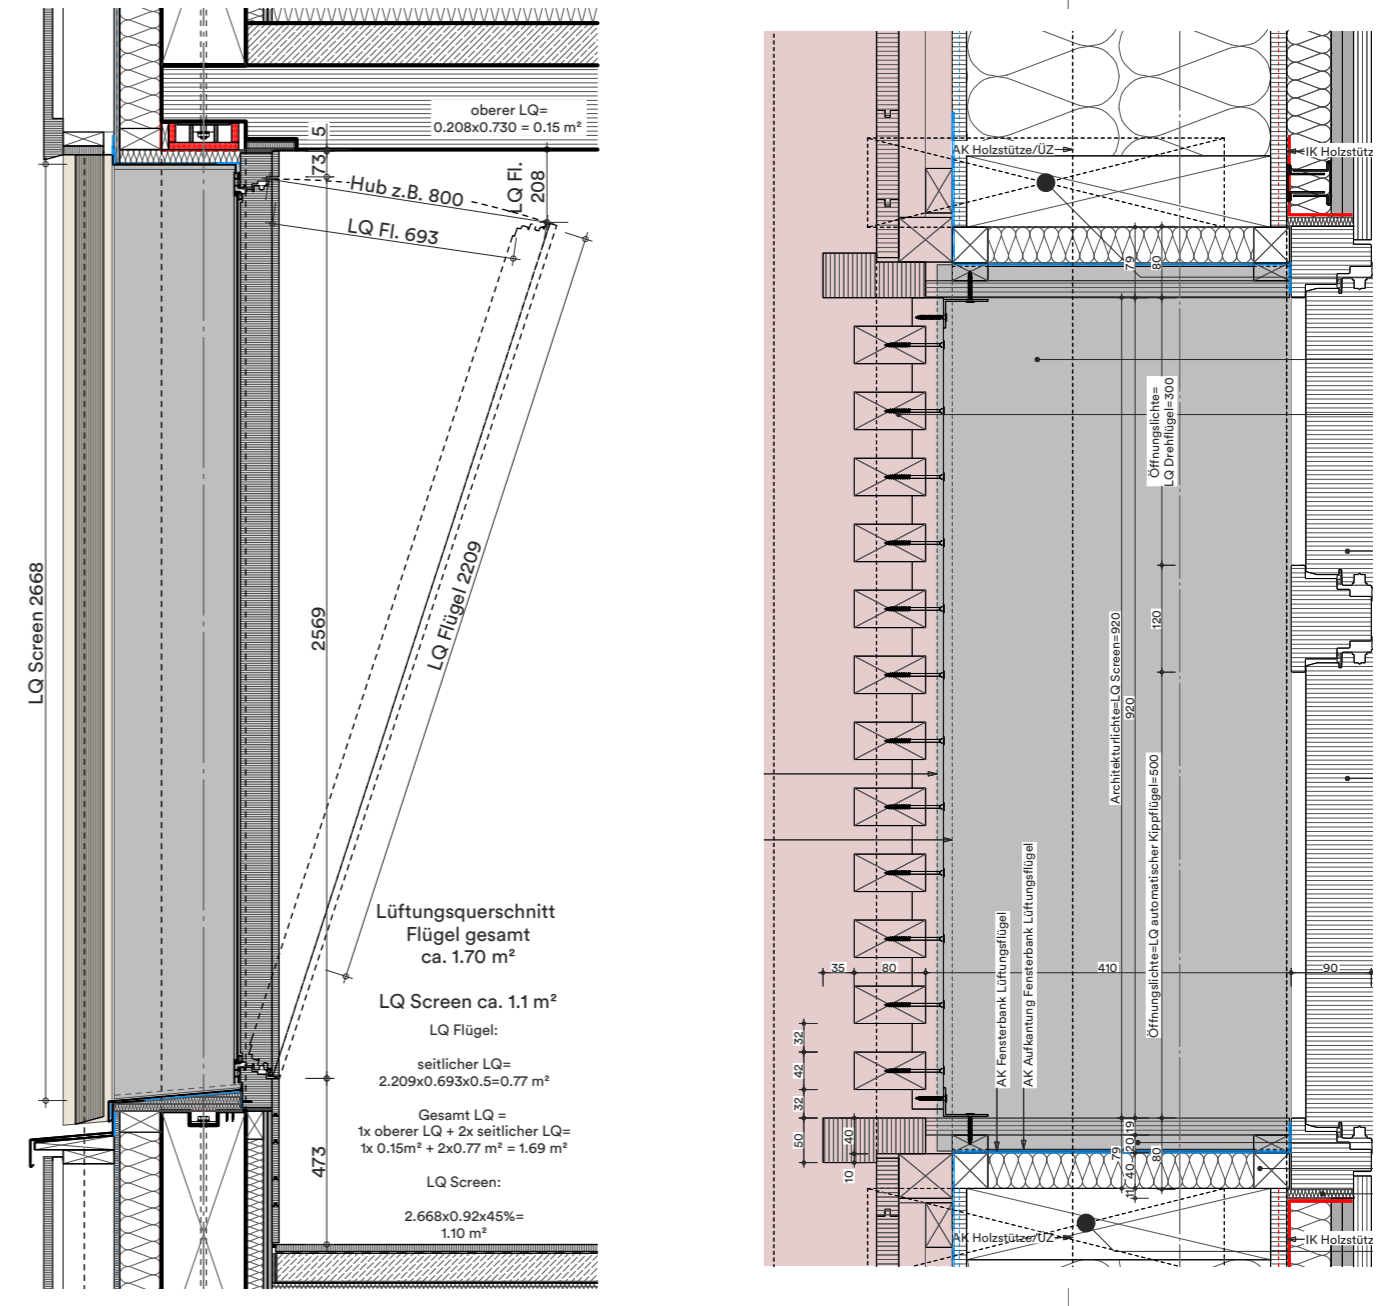 oberer LQ=
0.208x0.730 = 0.15 m²
5
73
Hub z.B. 800
LQ Fl.
208
LQ Fl. 693
LQ Screen 2668
2569
LQ Flügel 2209
473
Lüftungsquerschnitt
Flügel gesamt
ca. 1.70 m²
LQ Screen ca. 1.1 m²
LQ Flügel:
seitlicher LQ=
2.209x0.693x0.5=0.77 m²
Gesamt LQ =
1x oberer LQ + 2x seitlicher LQ=
1x 0.15m² + 2x0.77 m² = 1.69 m²
LQ Screen:
2.668x0.92x45%=
1.10 m²
AK Holzstütze/ÜZ
IK Holzstütz
79
80
Öffnungslichte=
LQ Drehflügel=300
120
Architekturlichte=LQ Screen=920
920
Öffnungslichte=LQ automatischer Kippflügel=500
AK Fensterbank Lüftungsflügel
AK Aufkantung Fensterbank Lüftungsflügel
35
80
410
90
32
42
32
50
40
10
19
20
79
40
11
80
AK Holzstütze/ÜZ
IK Holzstütz